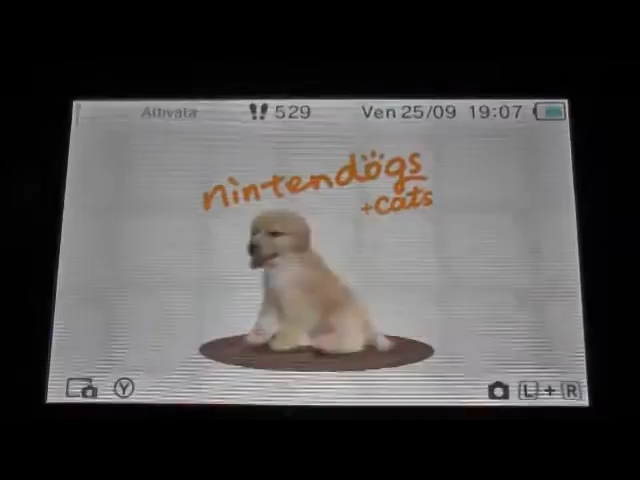 Attivata 529 Ven 25/09 19:07
nintendogs
+cats
Y L + R